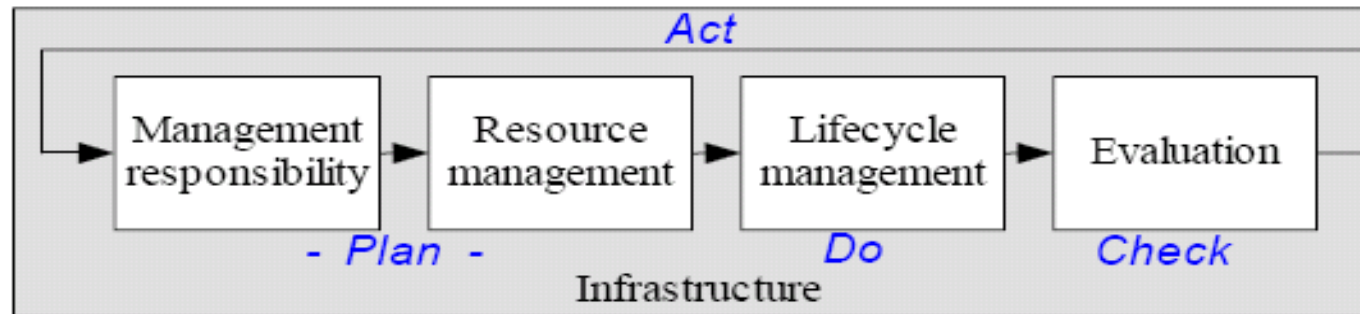 Act
Management
responsibility
Resource
management
Lifecycle
management
Evaluation
- Plan -
Do
Check
Infrastructure